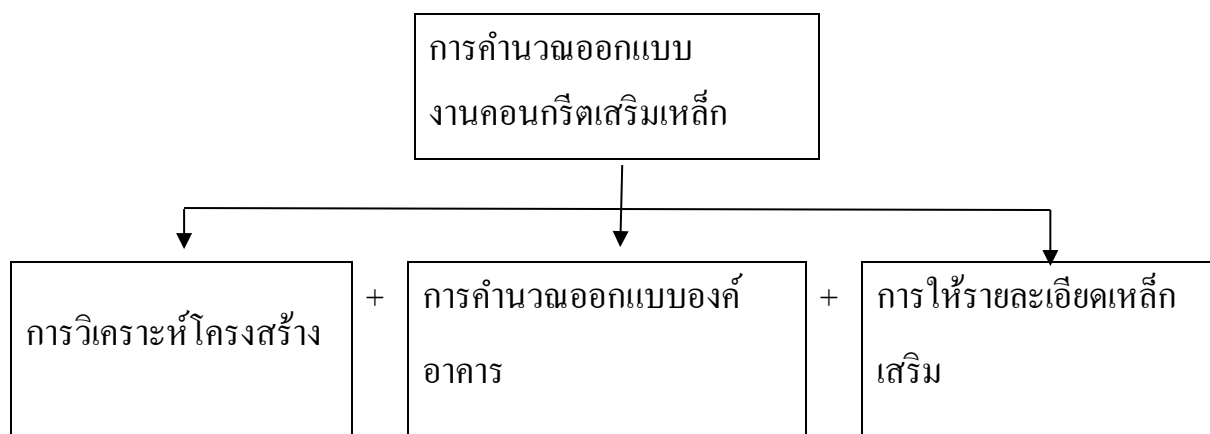 การคำนวณออกแบบ
งานคอนกรีตเสริมเหล็ก
การวิเคราะห์โครงสร้าง
+
การคำนวณออกแบบองค์
อาคาร
+
การให้รายละเอียดเหล็ก
เสริม